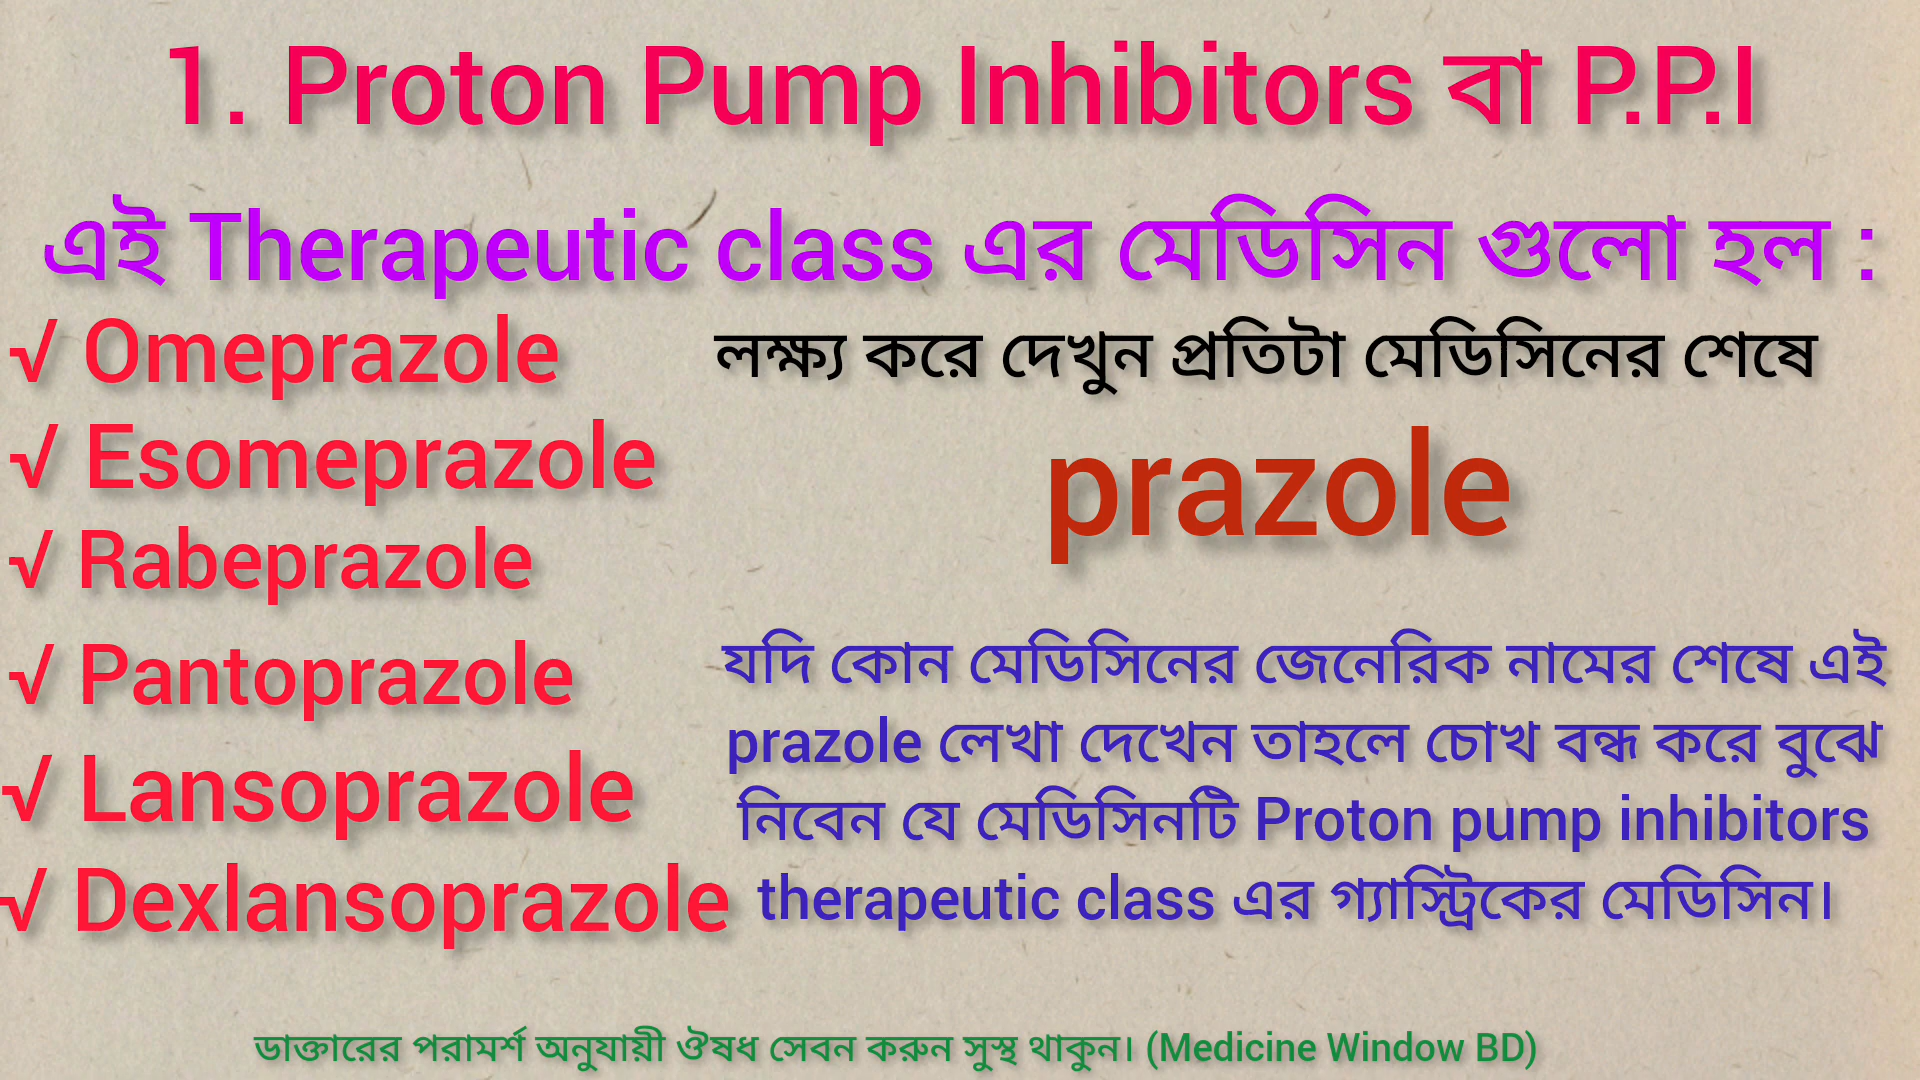 1. Proton Pump Inhibitors বা P.P.I
এই Therapeutic class এর মেডিসিন গুলো হল :
√ Omeprazole
√ Esomeprazole
√ Rabeprazole
√ Pantoprazole
√ Lansoprazole
√ Dexlansoprazole
লক্ষ্য করে দেখুন প্রতিটা মেডিসিনের শেষে
prazole
যদি কোন মেডিসিনের জেনেরিক নামের শেষে এই
prazole লেখা দেখেন তাহলে চোখ বন্ধ করে বুঝে
নিবেন যে মেডিসিনটি Proton pump inhibitors
therapeutic class এর গ্যাস্ট্রিকের মেডিসিন।
ডাক্তারের পরামর্শ অনুযায়ী ঔষধ সেবন করুন সুস্থ থাকুন। (Medicine Window BD)